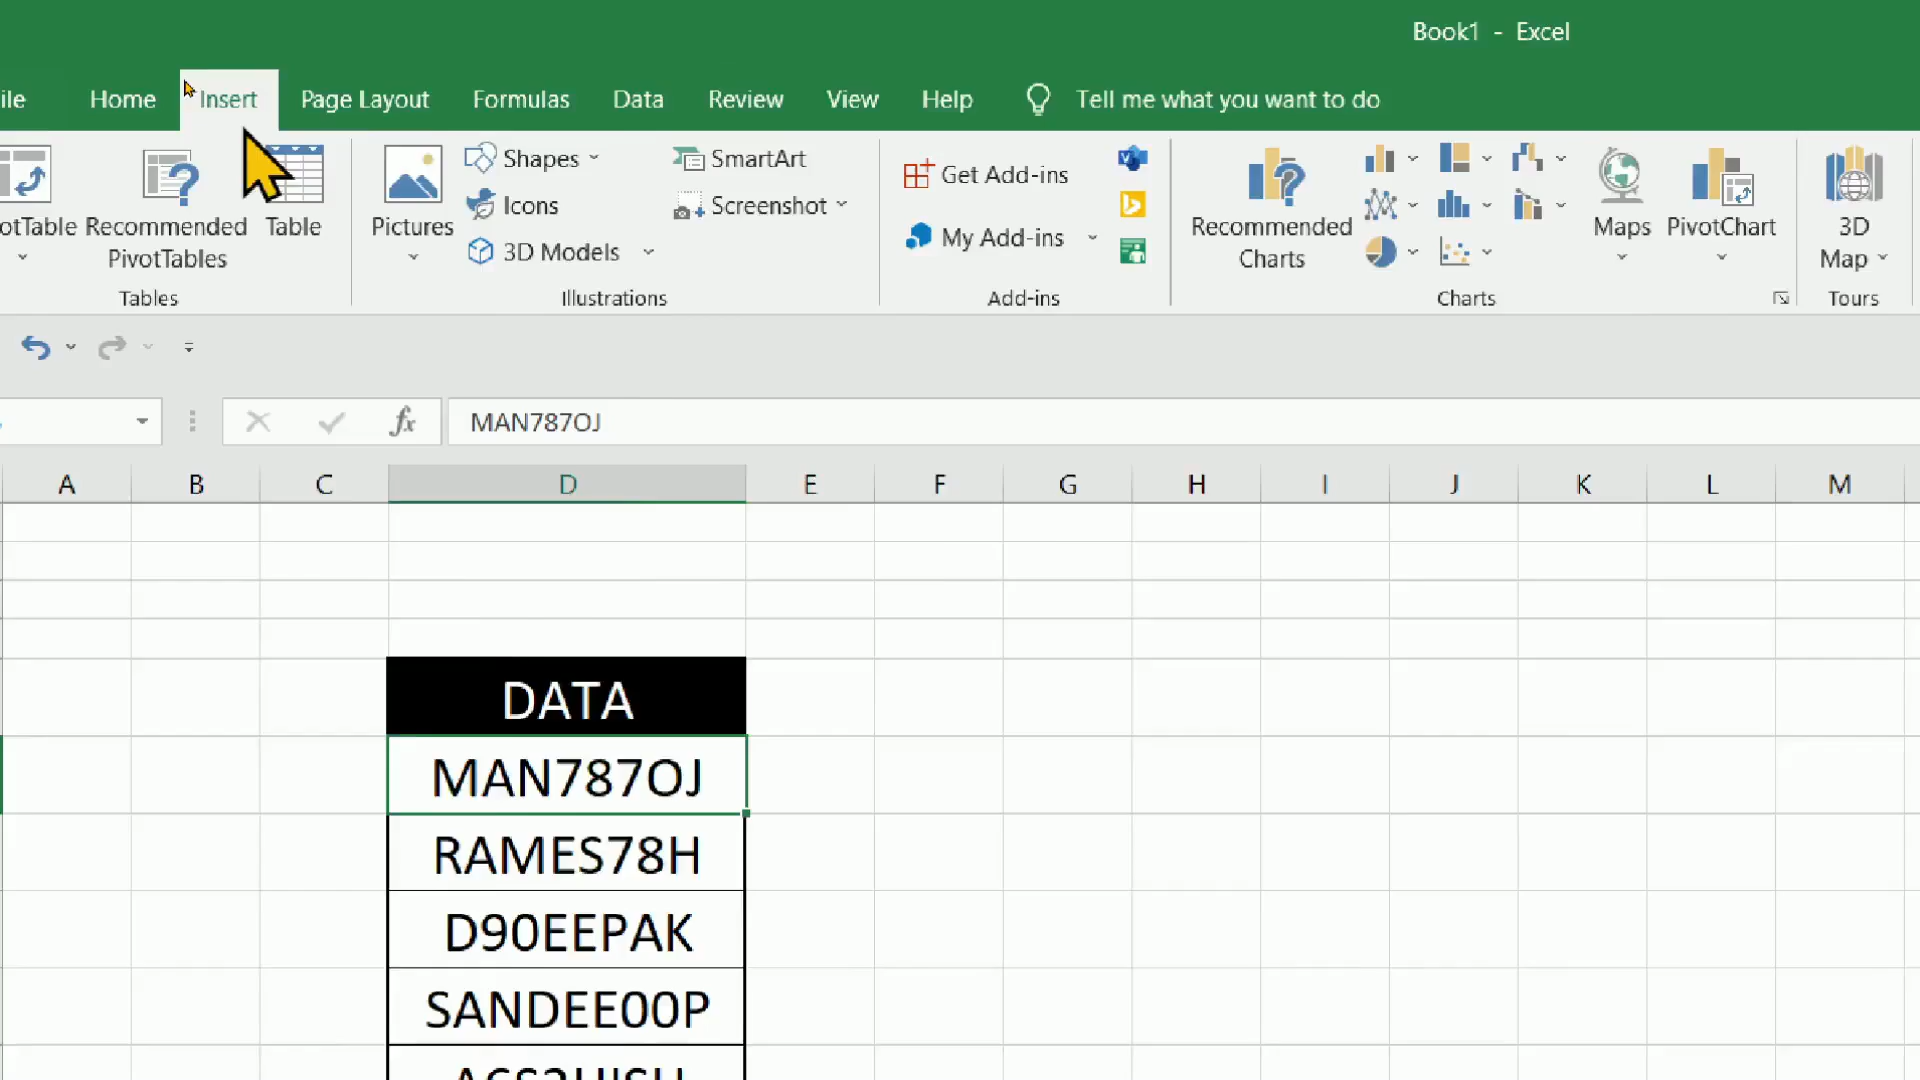 Book1 - Excel
ile Home Insert Page Layout Formulas Data Review View Help Tell me what you want to do
otTable
Recommended
PivotTables
Table
Tables
Pictures
Shapes
Icons
3D Models
SmartArt
Screenshot
Illustrations
Get Add-ins
My Add-ins
Add-ins
Recommended
Charts
Maps
PivotChart
Charts
3D
Map
Tours
fx MAN787OJ
A B C D E F G H I J K L M
DATA
MAN787OJ
RAMES78H
D90EEPAK
SANDEE00P